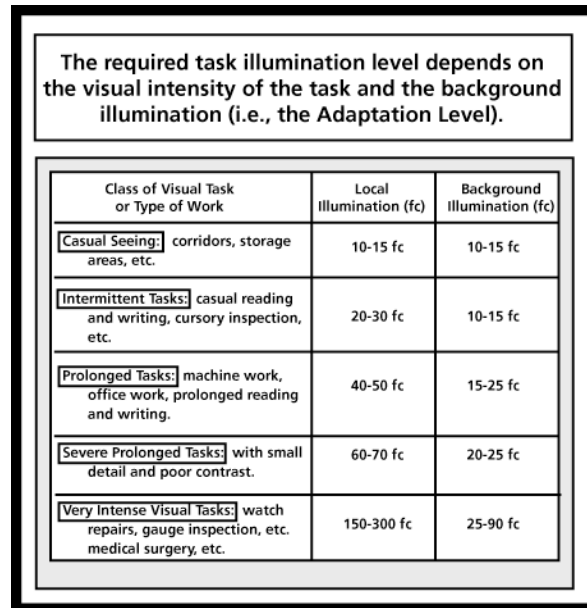 The required task illumination level depends on
the visual intensity of the task and the background
illumination (i.e., the Adaptation Level).
Class of Visual Task
or Type of Work
Local
Illumination (fc)
Background
Illumination (fc)
Casual Seeing: corridors, storage
areas, etc.
10-15 fc
10-15 fc
Intermittent Tasks: casual reading
and writing, cursory inspection,
etc.
20-30 fc
10-15 fc
Prolonged Tasks: machine work,
office work, prolonged reading
and writing.
40-50 fc
15-25 fc
Severe Prolonged Tasks: with small
detail and poor contrast.
60-70 fc
20-25 fc
Very Intense Visual Tasks: watch
repairs, gauge inspection, etc.
medical surgery, etc.
150-300 fc
25-90 fc